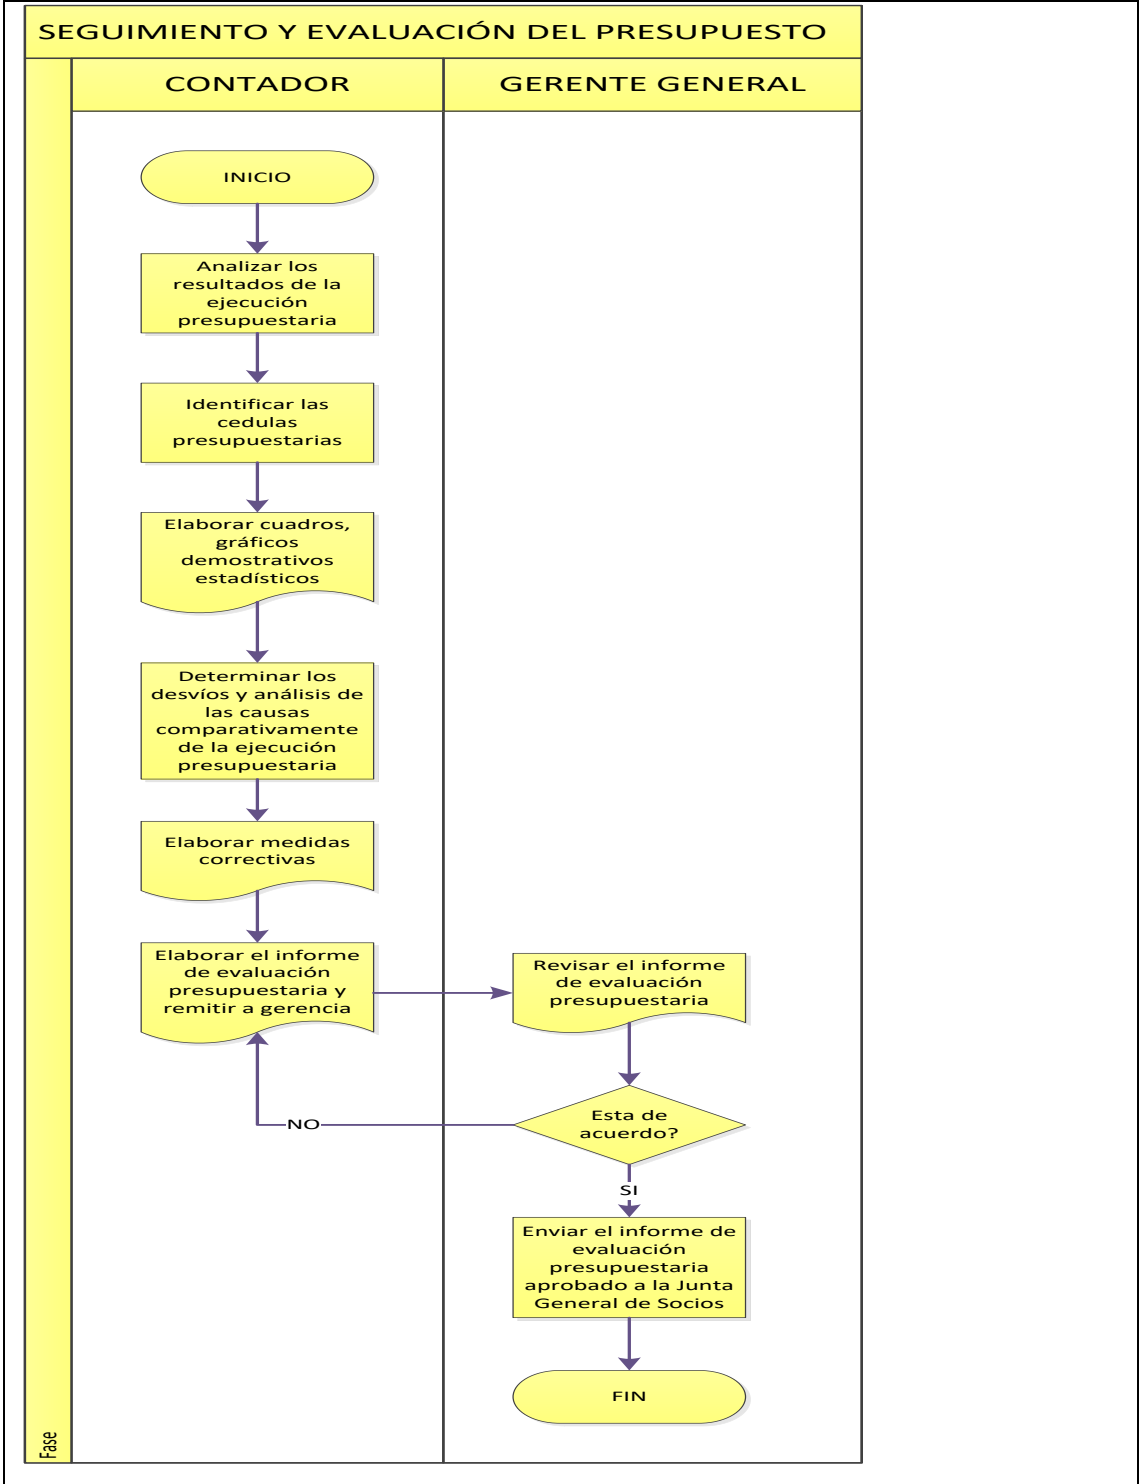 SEGUIMIENTO Y EVALUACIÓN DEL PRESUPUESTO
CONTADOR
GERENTE GENERAL
INICIO
Analizar los
resultados de la
ejecución
presupuestaria
Identificar las
cedulas
presupuestarias
Elaborar cuadros,
gráficos
demostrativos
estadísticos
Determinar los
desvíos y análisis de
las causas
comparativamente
de la ejecución
presupuestaria
Elaborar medidas
correctivas
Elaborar el informe
de evaluación
presupuestaria y
remitir a gerencia
Revisar el informe
de evaluación
presupuestaria
Esta de
acuerdo?
NO
SI
Enviar el informe de
evaluación
presupuestaria
aprobado a la Junta
General de Socios
FIN
Fase